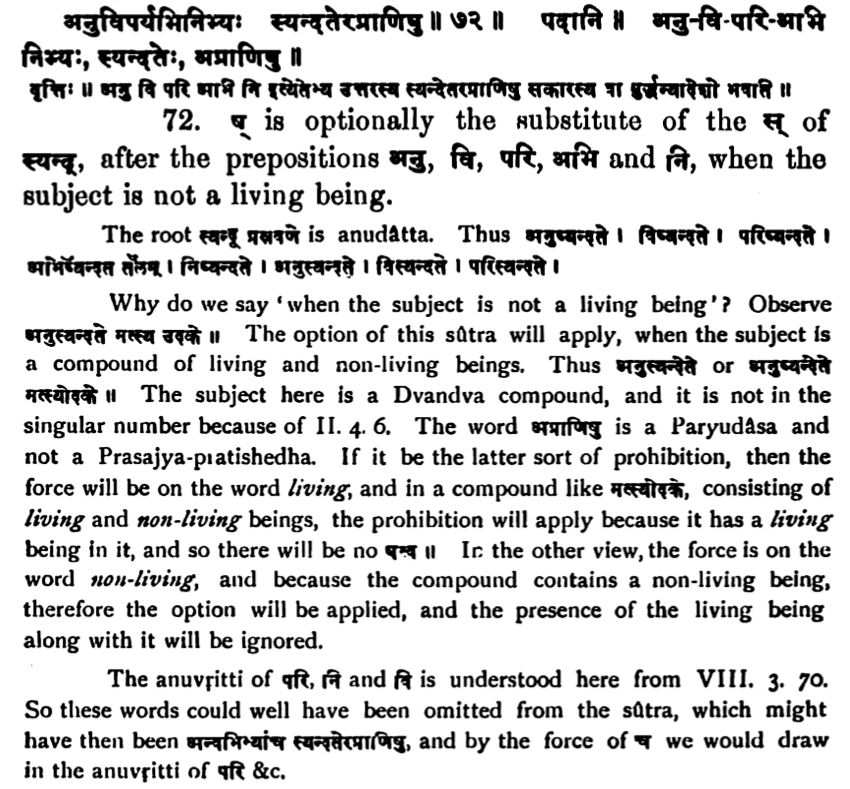 अनुविपर्यभिनिभ्यः स्यन्दतेरप्राणिषु ॥ ७२ ॥ पदानि ॥ अनु-वि-परि-अभि
निभ्यः, स्यन्दतेः, अप्राणिषु ॥
वृत्तिः ॥ अनु वि परि अभि नि इत्येतेभ्य उत्तरस्य स्यन्देतरप्राणिषु सकारस्य वा मूर्द्धन्यादेशो भवति ॥
72. ष् is optionally the substitute of the स् of
स्यन्द्, after the prepositions अनु, वि, परि, अभि and नि, when the
subject is not a living being.
The root स्यन्दू प्रस्रवणे is anudâtta. Thus अनुष्यन्दते । विष्यन्दते । परिष्यन्दते ।
अभिष्यन्दते तैलम् । निष्यन्दते । अनुस्यन्दते । विस्यन्दते । परिस्यन्दते ।
Why do we say 'when the subject is not a living being'? Observe
अनुस्यन्दते मत्स्य उदके ॥ The option of this sûtra will apply, when the subject is
a compound of living and non-living beings. Thus अनुस्यन्देते or अनुष्यन्देते
मत्स्योदके ॥ The subject here is a Dvandva compound, and it is not in the
singular number because of II. 4. 6. The word अप्राणिषु is a Paryudâsa and
not a Prasajya-pratishedha. If it be the latter sort of prohibition, then the
force will be on the word living, and in a compound like मत्स्योदके, consisting of
living and non-living beings, the prohibition will apply because it has a living
being in it, and so there will be no षत्व ॥ In the other view, the force is on the
word non-living, and because the compound contains a non-living being,
therefore the option will be applied, and the presence of the living being
along with it will be ignored.
The anuvṛitti of परि, नि and वि is understood here from VIII. 3. 70.
So these words could well have been omitted from the sûtra, which might
have then been अन्वभिभ्यांच स्यन्दतेरप्राणिषु, and by the force of च we would draw
in the anuvṛitti of परि &c.